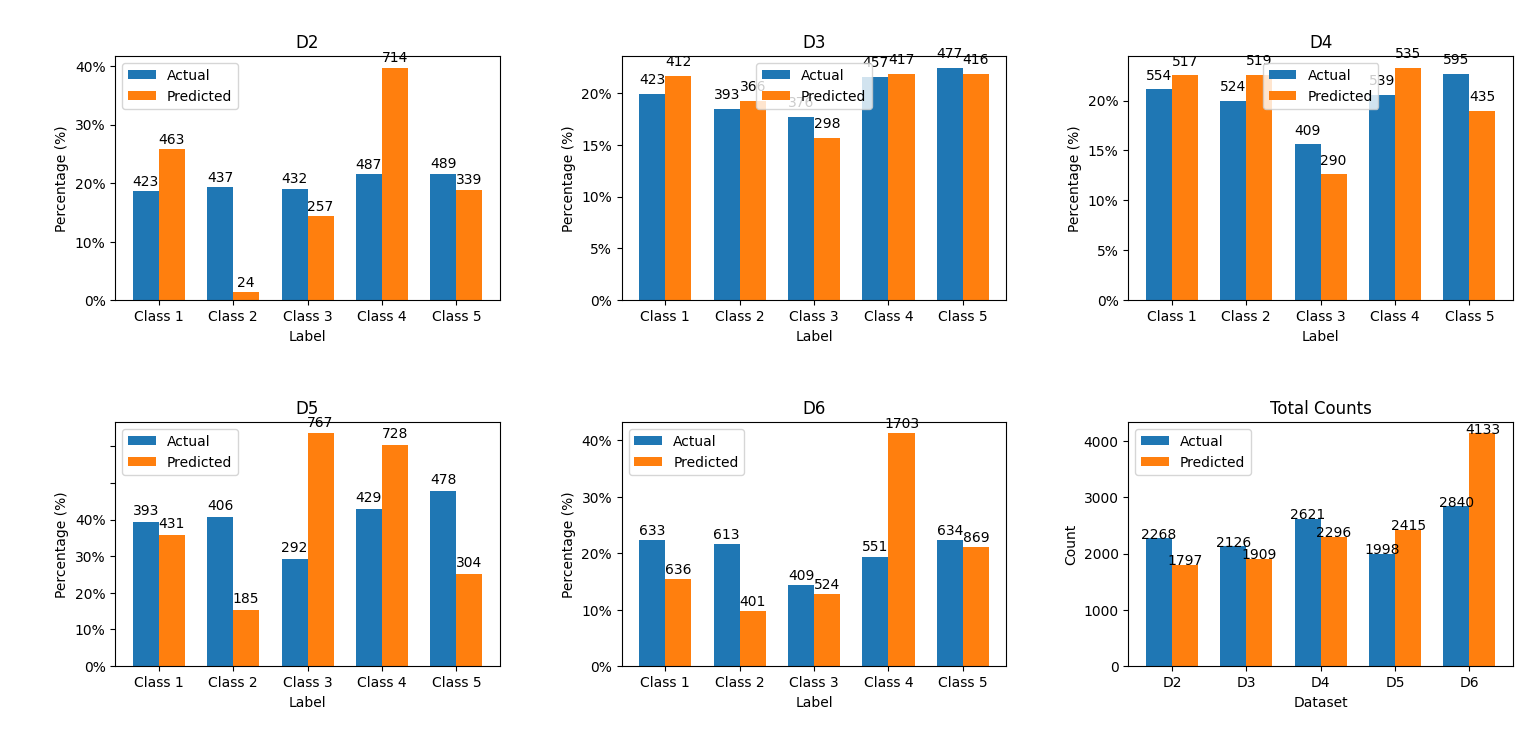 D2
Actual
Predicted
40%
30%
20%
10%
0%
Percentage (%)
423
463
437
24
432
257
487
714
489
339
Class 1 Class 2 Class 3 Class 4 Class 5
Label
D3
Actual
Predicted
20%
15%
10%
5%
0%
Percentage (%)
423
412
393
366
378
298
457
417
477
416
Class 1 Class 2 Class 3 Class 4 Class 5
Label
D4
Actual
Predicted
20%
15%
10%
5%
0%
Percentage (%)
554
517
524
519
409
290
539
535
595
435
Class 1 Class 2 Class 3 Class 4 Class 5
Label
D5
Actual
Predicted
40%
30%
20%
10%
0%
Percentage (%)
393
431
406
185
292
767
429
728
478
304
Class 1 Class 2 Class 3 Class 4 Class 5
Label
D6
Actual
Predicted
40%
30%
20%
10%
0%
Percentage (%)
633
636
613
401
409
524
551
1703
634
869
Class 1 Class 2 Class 3 Class 4 Class 5
Label
Total Counts
Actual
Predicted
4000
3000
2000
1000
0
Count
2268
1797
2126
1909
2621
2296
1998
2415
2840
4133
D2 D3 D4 D5 D6
Dataset